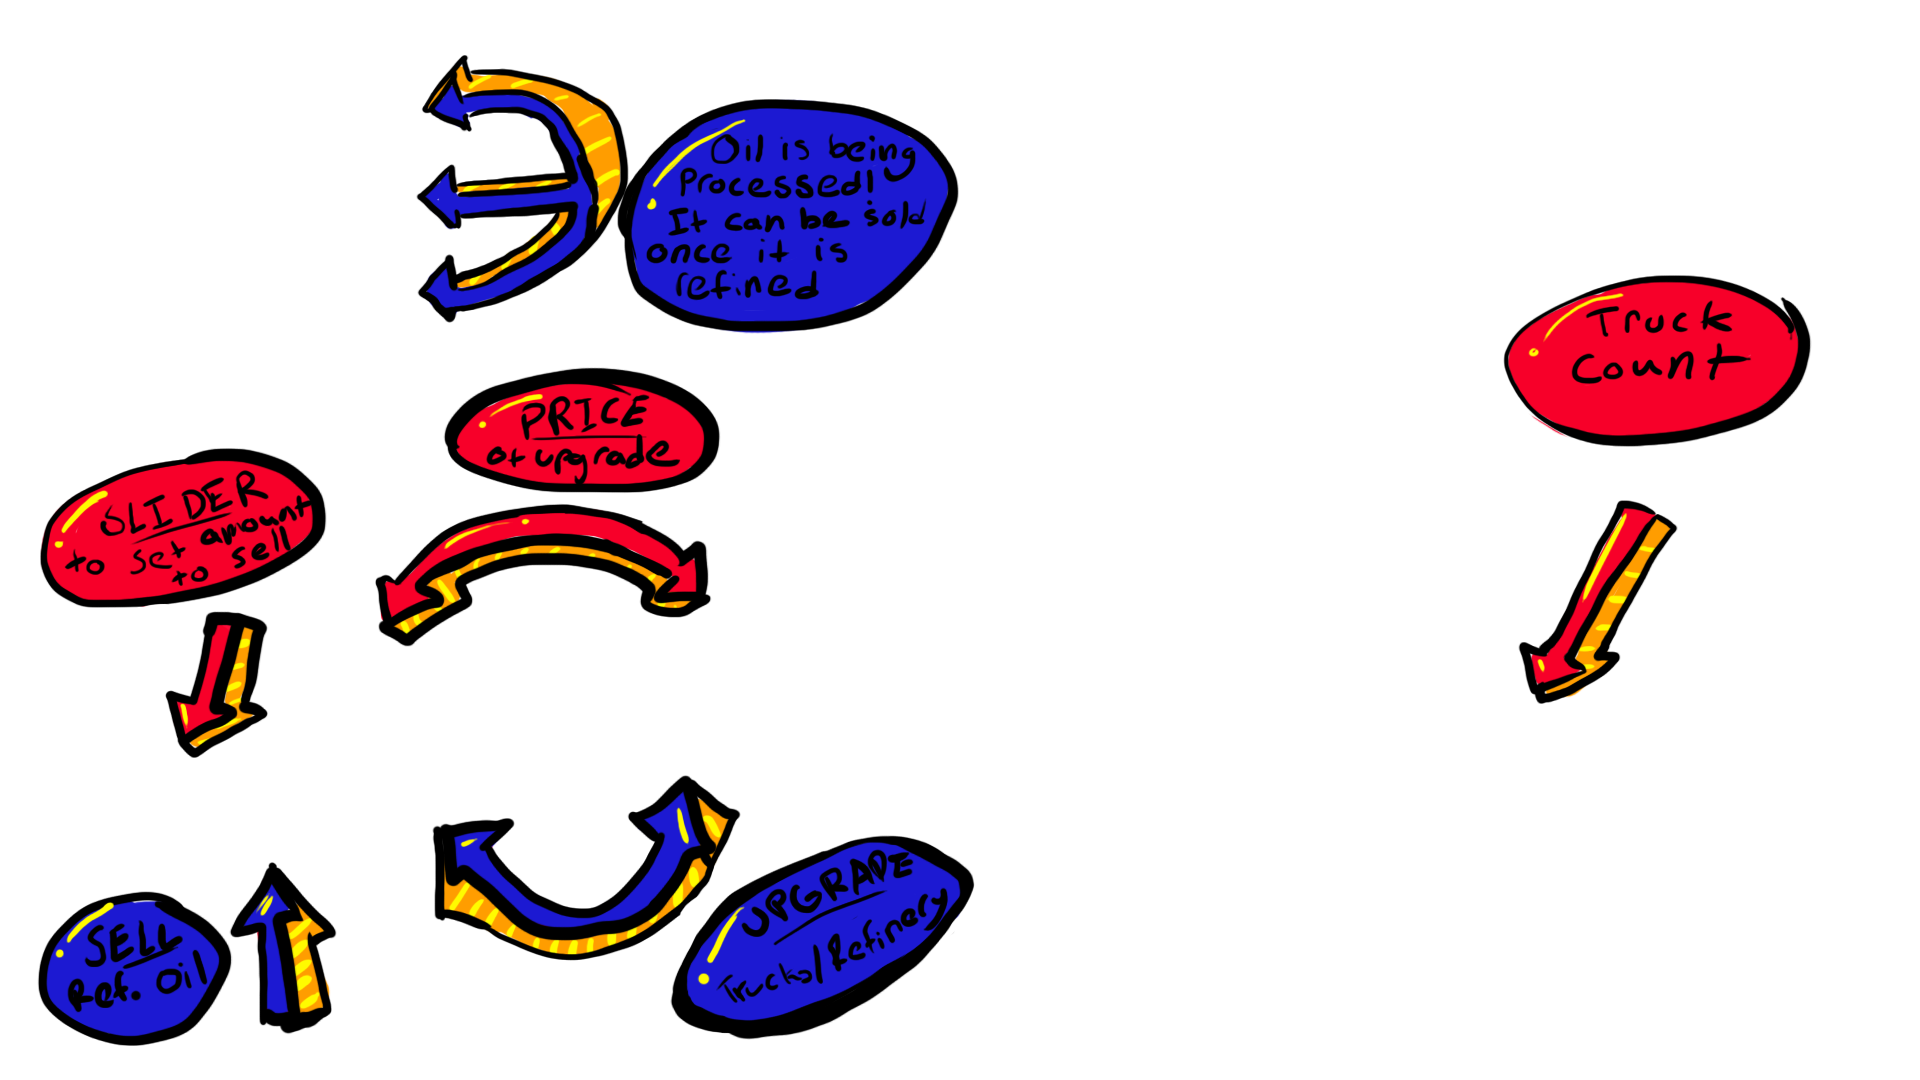 Oil is being
Processed!
It can be sold
once it is
refined
Truck
Count
PRICE
of upgrade
SLIDER
to set amount
to sell
UPGRADE
Trucks/Refinery
SELL
Ref. Oil